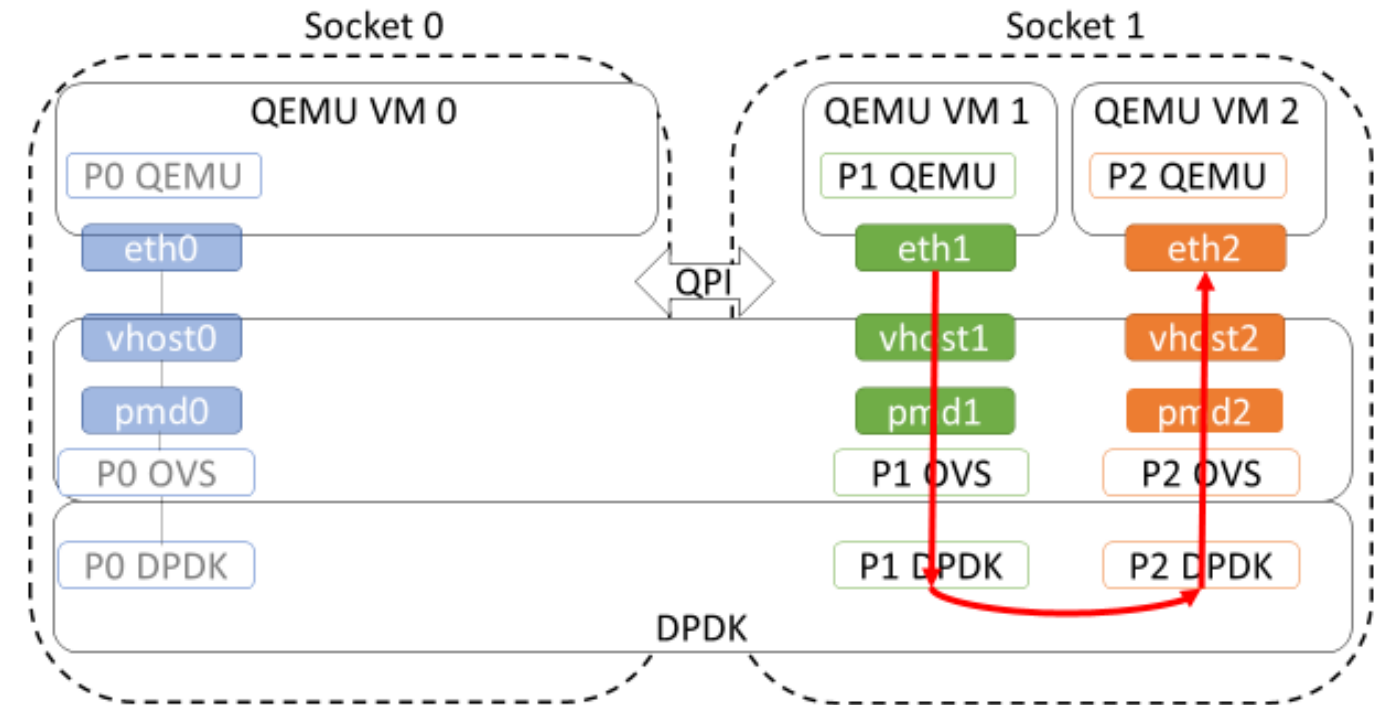 Socket 0
Socket 1
QEMU VM 0
QEMU VM 1
QEMU VM 2
P0 QEMU
P1 QEMU
P2 QEMU
eth0
eth1
eth2
QPI
vhost0
vhost1
vhost2
pmd0
pmd1
pmd2
P0 OVS
P1 OVS
P2 OVS
P0 DPDK
P1 DPDK
P2 DPDK
DPDK